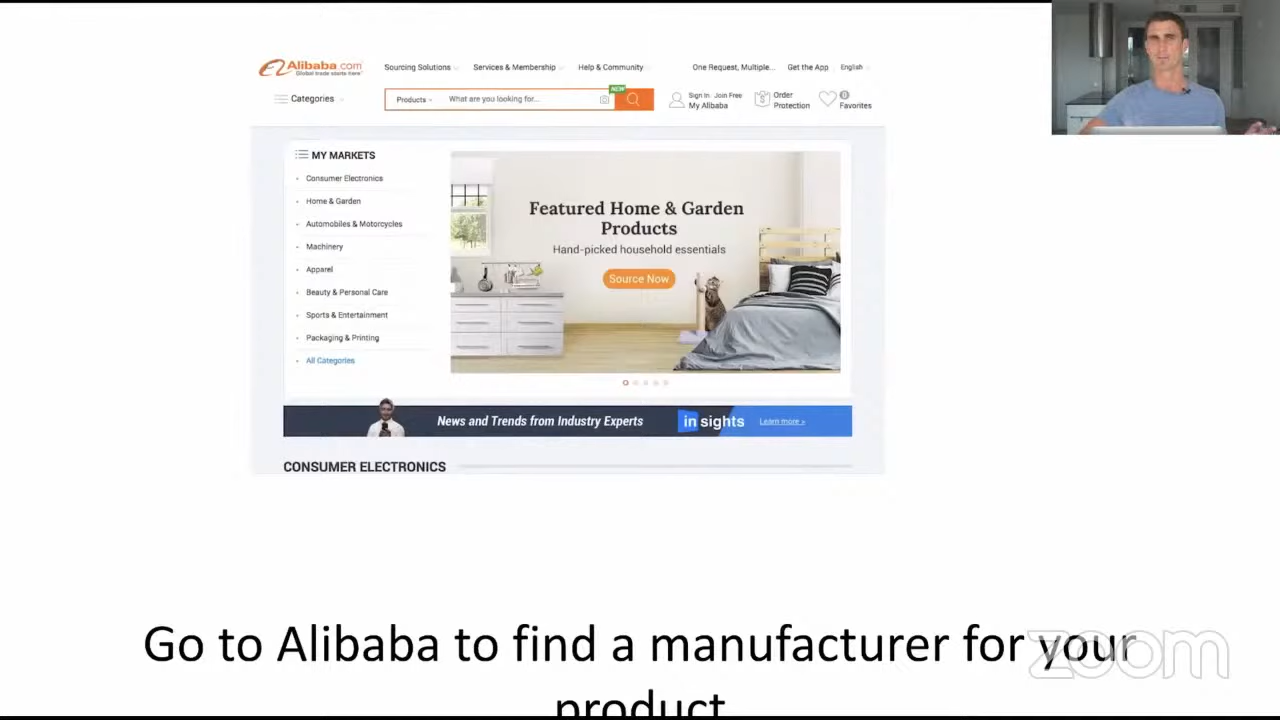 Alibaba.com
Global trade starts here
Sourcing Solutions
Services & Membership
Help & Community
One Request, Multiple...
Get the App
English
Categories
Products
What are you looking for...
NEW
Sign In
Join Free
My Alibaba
Order
Protection
0
Favorites
MY MARKETS
Consumer Electronics
Home & Garden
Automobiles & Motorcycles
Machinery
Apparel
Beauty & Personal Care
Sports & Entertainment
Packaging & Printing
All Categories
Featured Home & Garden
Products
Hand-picked household essentials
Source Now
News and Trends from Industry Experts
in sights
Learn more >
CONSUMER ELECTRONICS
Go to Alibaba to find a manufacturer for your
product
zoom